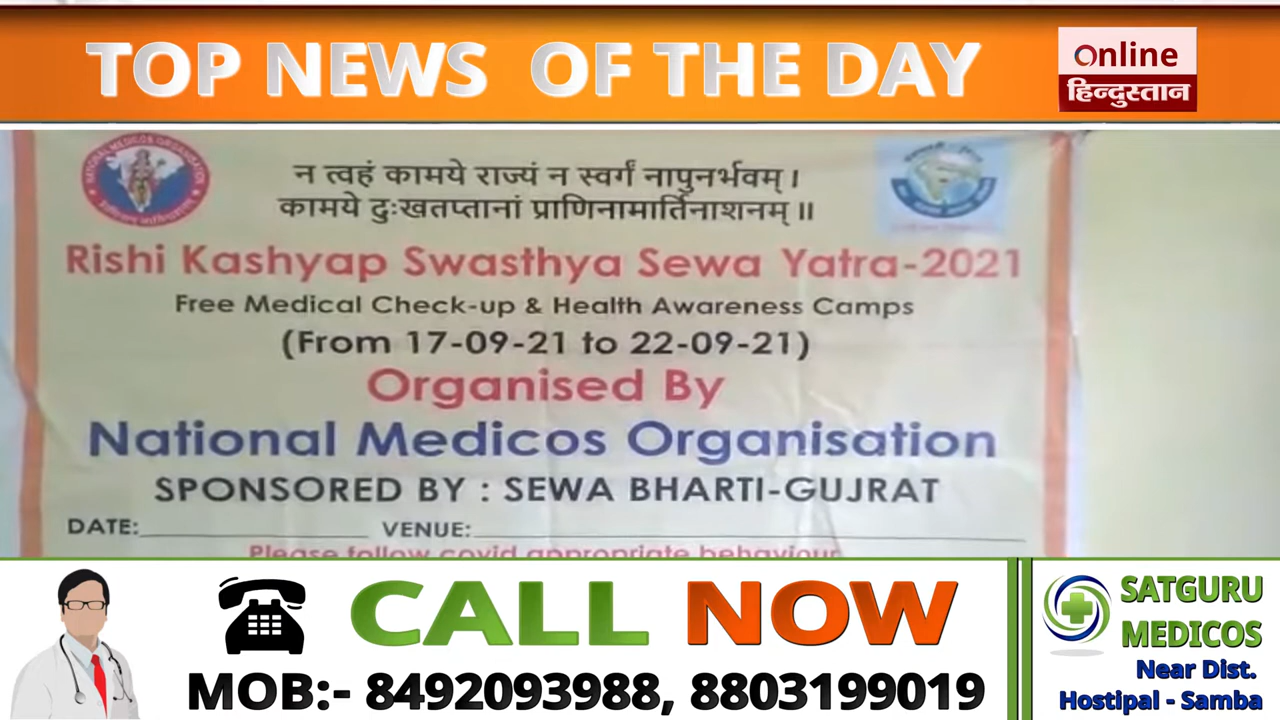 TOP NEWS OF THE DAY
Online
हिन्दुस्तान
NATIONAL MEDICOS ORGANISATION
न त्वहं कामये राज्यं न स्वर्गं नापुनर्भवम् ।
कामये दुःखतप्तानां प्राणिनामार्तिनाशनम् ॥
Rishi Kashyap Swasthya Sewa Yatra-2021
Free Medical Check-up & Health Awareness Camps
(From 17-09-21 to 22-09-21)
Organised By
National Medicos Organisation
SPONSORED BY : SEWA BHARTI-GUJRAT
DATE:
VENUE:
Please follow covid appropriate behaviour
CALL NOW
MOB:- 8492093988, 8803199019
SATGURU
MEDICOS
Near Dist.
Hostipal - Samba